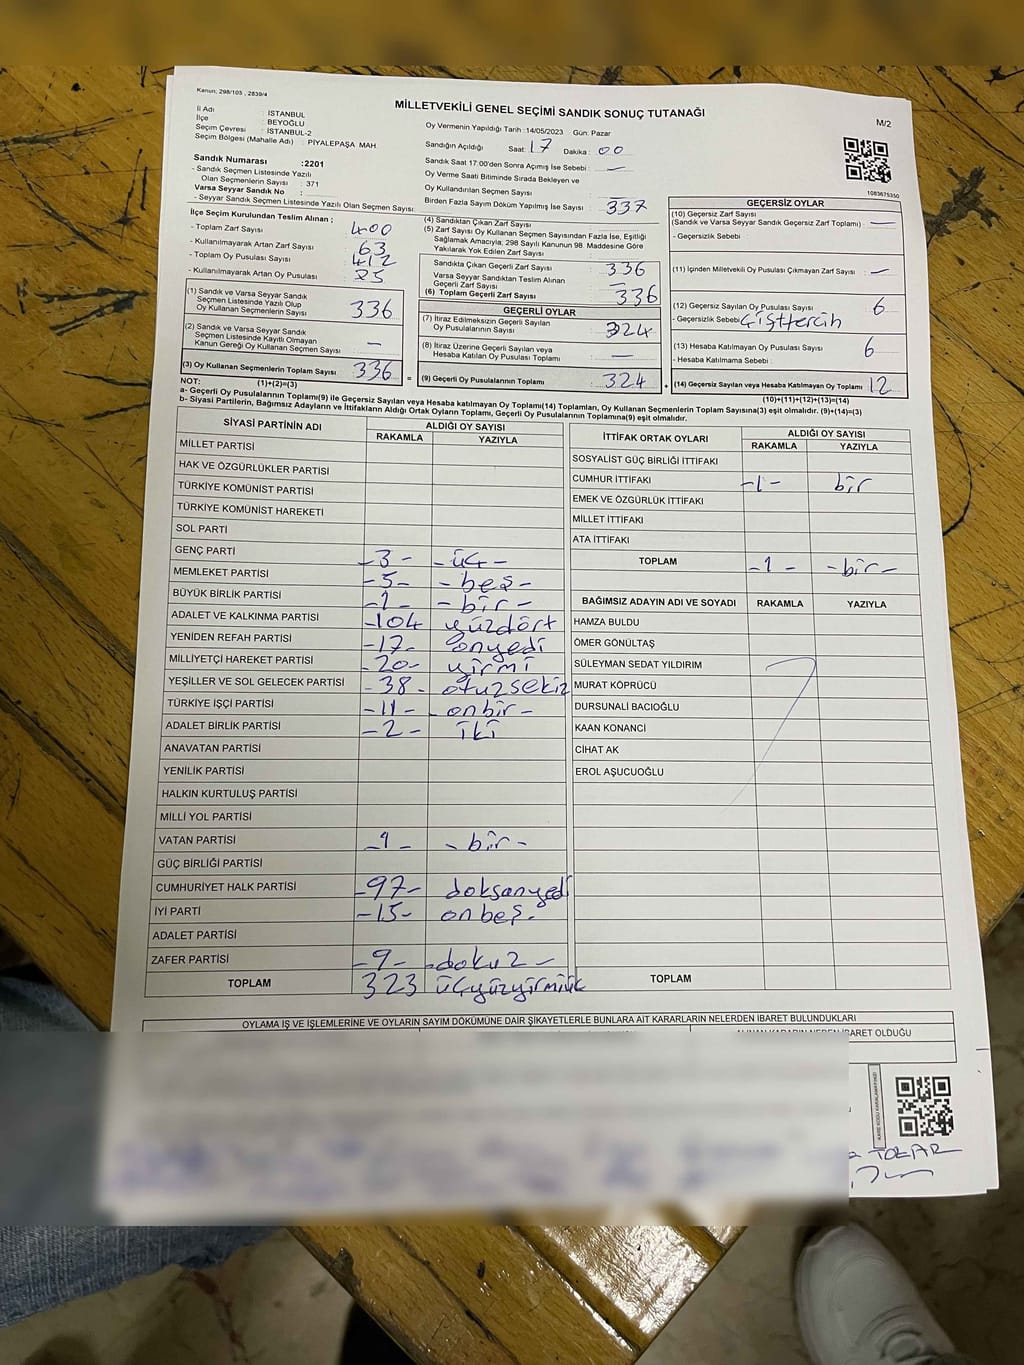 Kanun; 298/105 , 2839/4
MİLLETVEKİLİ GENEL SEÇİMİ SANDIK SONUÇ TUTANAĞI
M/2
İl Adı : İSTANBUL
İlçe : BEYOĞLU
Seçim Çevresi : İSTANBUL-2
Seçim Bölgesi (Mahalle Adı) : PİYALEPAŞA MAH.
Sandık Numarası :2201
- Sandık Seçmen Listesinde Yazılı
Olan Seçmenlerin Sayısı : 371
Varsa Seyyar Sandık No :
- Seyyar Sandık Seçmen Listesinde Yazılı Olan Seçmen Sayısı:
Oy Vermenin Yapıldığı Tarih :14/05/2023 Gün: Pazar
Sandığın Açıldığı Saat: 17 Dakika : 00
Sandık Saat 17:00'den Sonra Açımış İse Sebebi : —
Oy Verme Saati Bitiminde Sırada Bekleyen ve
Oy Kullandırılan Seçmen Sayısı :
Birden Fazla Sayım Döküm Yapılmış İse Sayısı :
1083675350
İlçe Seçim Kurulundan Teslim Alınan ;
- Toplam Zarf Sayısı : 400
- Kullanılmayarak Artan Zarf Sayısı : 63
- Toplam Oy Pusulası Sayısı : 412
- Kullanılmayarak Artan Oy Pusulası :
(1) Sandık ve Varsa Seyyar Sandık
Seçmen Listesinde Yazılı Olup
Oy Kullanan Seçmenlerin Sayısı 336
(2) Sandık ve Varsa Seyyar Sandık
Seçmen Listesinde Kayıtlı Olmayan
Kanun Gereği Oy Kullanan Seçmen Sayısı —
(3) Oy Kullanan Seçmenlerin Toplam Sayısı 336
(1)+(2)=(3)
(4) Sandıktan Çıkan Zarf Sayısı 337
(5) Zarf Sayısı Oy Kullanan Seçmen Sayısından Fazla İse, Eşitliği
Sağlamak Amacıyla; 298 Sayılı Kanunun 98. Maddesine Göre
Yakılarak Yok Edilen Zarf Sayısı :
Sandıkta Çıkan Geçerli Zarf Sayısı : 336
Varsa Seyyar Sandıktan Teslim Alınan
Geçerli Zarf Sayısı : —
(6) Toplam Geçerli Zarf Sayısı : 336
GEÇERLİ OYLAR
(7) İtiraz Edilmeksizin Geçerli Sayılan
Oy Pusulalarının Sayısı : 324
(8) İtiraz Üzerine Geçerli Sayılan veya
Hesaba Katılan Oy Pusulası Toplamı : —
= (9) Geçerli Oy Pusulalarının Toplamı : 324
GEÇERSİZ OYLAR
(10) Geçersiz Zarf Sayısı
(Sandık ve Varsa Seyyar Sandık Geçersiz Zarf Toplamı) : —
- Geçersizlik Sebebi :
(11) İçinden Milletvekili Oy Pusulası Çıkmayan Zarf Sayısı : —
(12) Geçersiz Sayılan Oy Pusulası Sayısı : 6
- Geçersizlik Sebebi :
(13) Hesaba Katılmayan Oy Pusulası Sayısı : 6
- Hesaba Katılmama Sebebi :
+ (14) Geçersiz Sayılan veya Hesaba Katılmayan Oy Toplamı : 12
(10)+(11)+(12)+(13)=(14)
NOT:
a- Geçerli Oy Pusulalarının Toplamı(9) ile Geçersiz Sayılan veya Hesaba katılmayan Oy Toplamı(14) Toplamları, Oy Kullanan Seçmenlerin Toplam Sayısına(3) eşit olmalıdır. (9)+(14)=(3)
b- Siyasi Partilerin, Bağımsız Adayların ve İttifakların Aldığı Ortak Oyların Toplamı, Geçerli Oy Pusulalarının Toplamına(9) eşit olmalıdır.
SİYASİ PARTİNİN ADI ALDIĞI OY SAYISI
RAKAMLA YAZIYLA
MİLLET PARTİSİ
HAK VE ÖZGÜRLÜKLER PARTİSİ
TÜRKİYE KOMÜNİST PARTİSİ
TÜRKİYE KOMÜNİST HAREKETİ
SOL PARTİ
GENÇ PARTİ -3- -üç-
MEMLEKET PARTİSİ -5- -beş-
BÜYÜK BİRLİK PARTİSİ -1- -bir-
ADALET VE KALKINMA PARTİSİ -104 yüzdört
YENİDEN REFAH PARTİSİ -17- onyedi
MİLLİYETÇİ HAREKET PARTİSİ -20- yirmi
YEŞİLLER VE SOL GELECEK PARTİSİ -38- otuzsekiz
TÜRKİYE İŞÇİ PARTİSİ -11- -onbir-
ADALET BİRLİK PARTİSİ -2- iki
ANAVATAN PARTİSİ
YENİLİK PARTİSİ
HALKIN KURTULUŞ PARTİSİ
MİLLİ YOL PARTİSİ
VATAN PARTİSİ -1- -bir-
GÜÇ BİRLİĞİ PARTİSİ
CUMHURİYET HALK PARTİSİ -97- doksanyedi
İYİ PARTİ -15- onbeş-
ADALET PARTİSİ
ZAFER PARTİSİ -9- -dokuz-
TOPLAM 323
İTTİFAK ORTAK OYLARI ALDIĞI OY SAYISI
RAKAMLA YAZIYLA
SOSYALİST GÜÇ BİRLİĞİ İTTİFAKI
CUMHUR İTTİFAKI -1- bir
EMEK VE ÖZGÜRLÜK İTTİFAKI
MİLLET İTTİFAKI
ATA İTTİFAKI
TOPLAM -1- -bir-
BAĞIMSIZ ADAYIN ADI VE SOYADI RAKAMLA YAZIYLA
HAMZA BULDU
ÖMER GÖNÜLTAŞ
SÜLEYMAN SEDAT YILDIRIM
MURAT KÖPRÜCÜ
DURSUNALİ BACIOĞLU
KAAN KONANCİ
CİHAT AK
EROL AŞUCUOĞLU
TOPLAM
OYLAMA İŞ VE İŞLEMLERİNE VE OYLARIN SAYIM DÖKÜMÜNE DAİR ŞİKAYETLERLE BUNLARA AİT KARARLARIN NELERDEN İBARET BULUNDUKLARI
ALINAN KARARIN NEDEN İBARET OLDUĞU